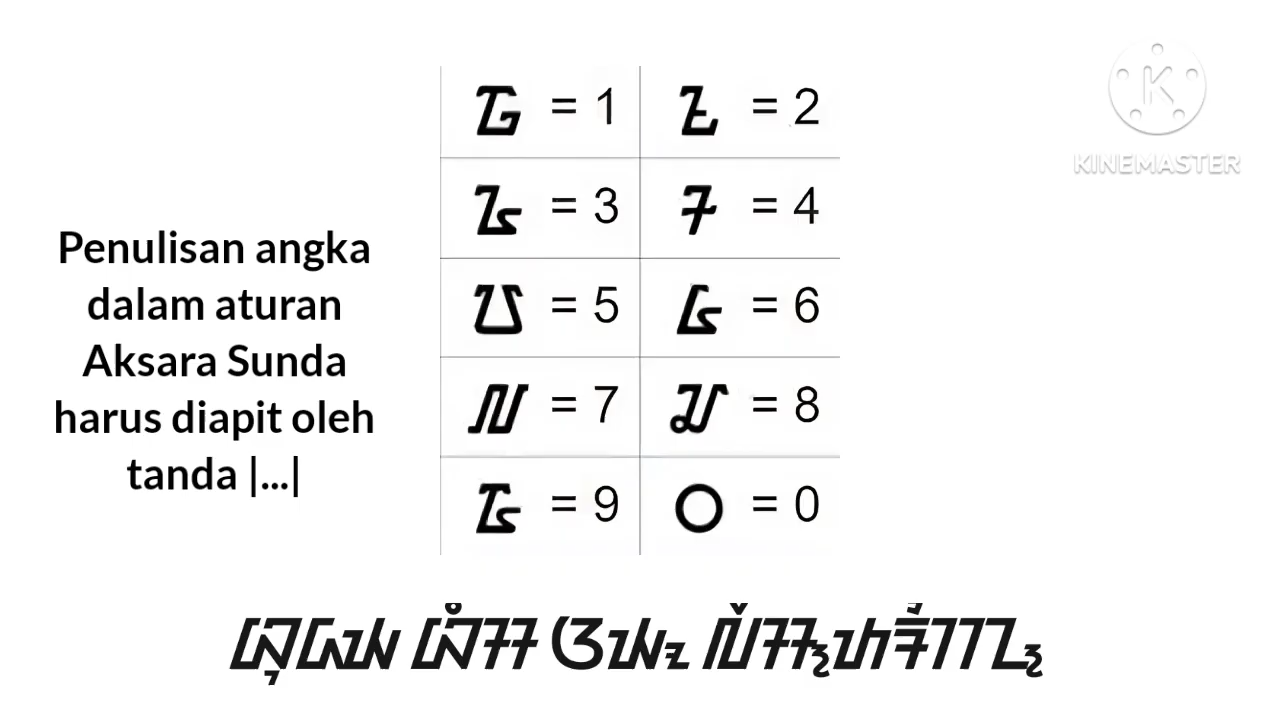 Penulisan angka
dalam aturan
Aksara Sunda
harus diapit oleh
tanda |...|
᮱ = 1 ᮲ = 2
᮳ = 3 ᮴ = 4
᮵ = 5 ᮶ = 6
᮷ = 7 ᮸ = 8
᮹ = 9 ᮰ = 0
KINEMASTER